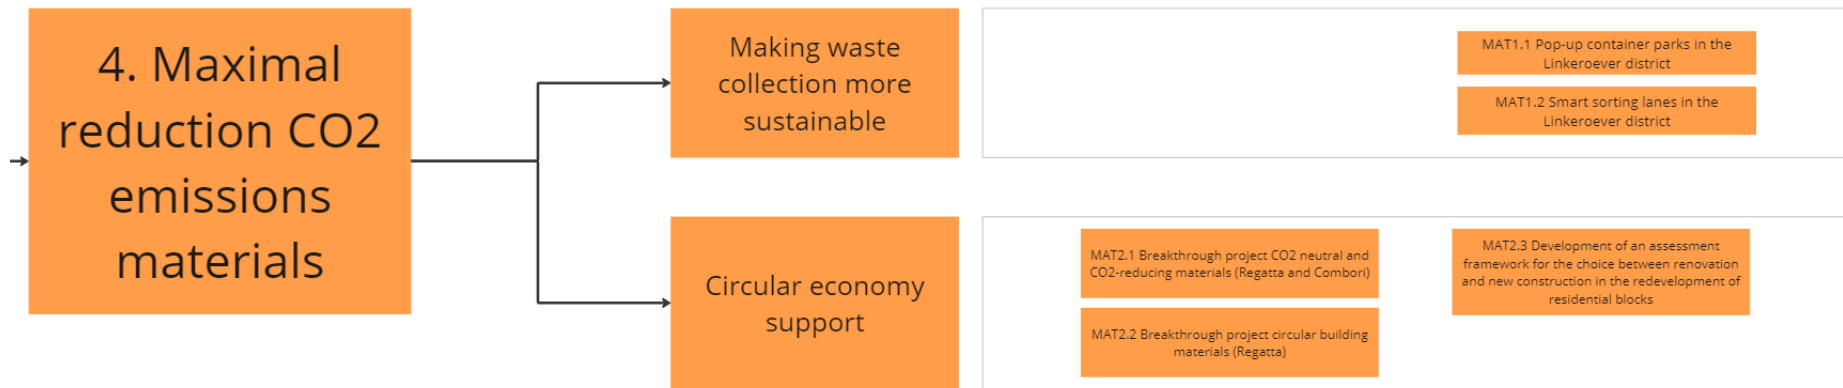 4. Maximal
reduction CO2
emissions
materials
Making waste
collection more
sustainable
MAT1.1 Pop-up container parks in the
Linkeroever district
MAT1.2 Smart sorting lanes in the
Linkeroever district
Circular economy
support
MAT2.1 Breakthrough project CO2 neutral and
CO2-reducing materials (Regatta and Combori)
MAT2.2 Breakthrough project circular building
materials (Regatta)
MAT2.3 Development of an assessment
framework for the choice between renovation
and new construction in the redevelopment of
residential blocks